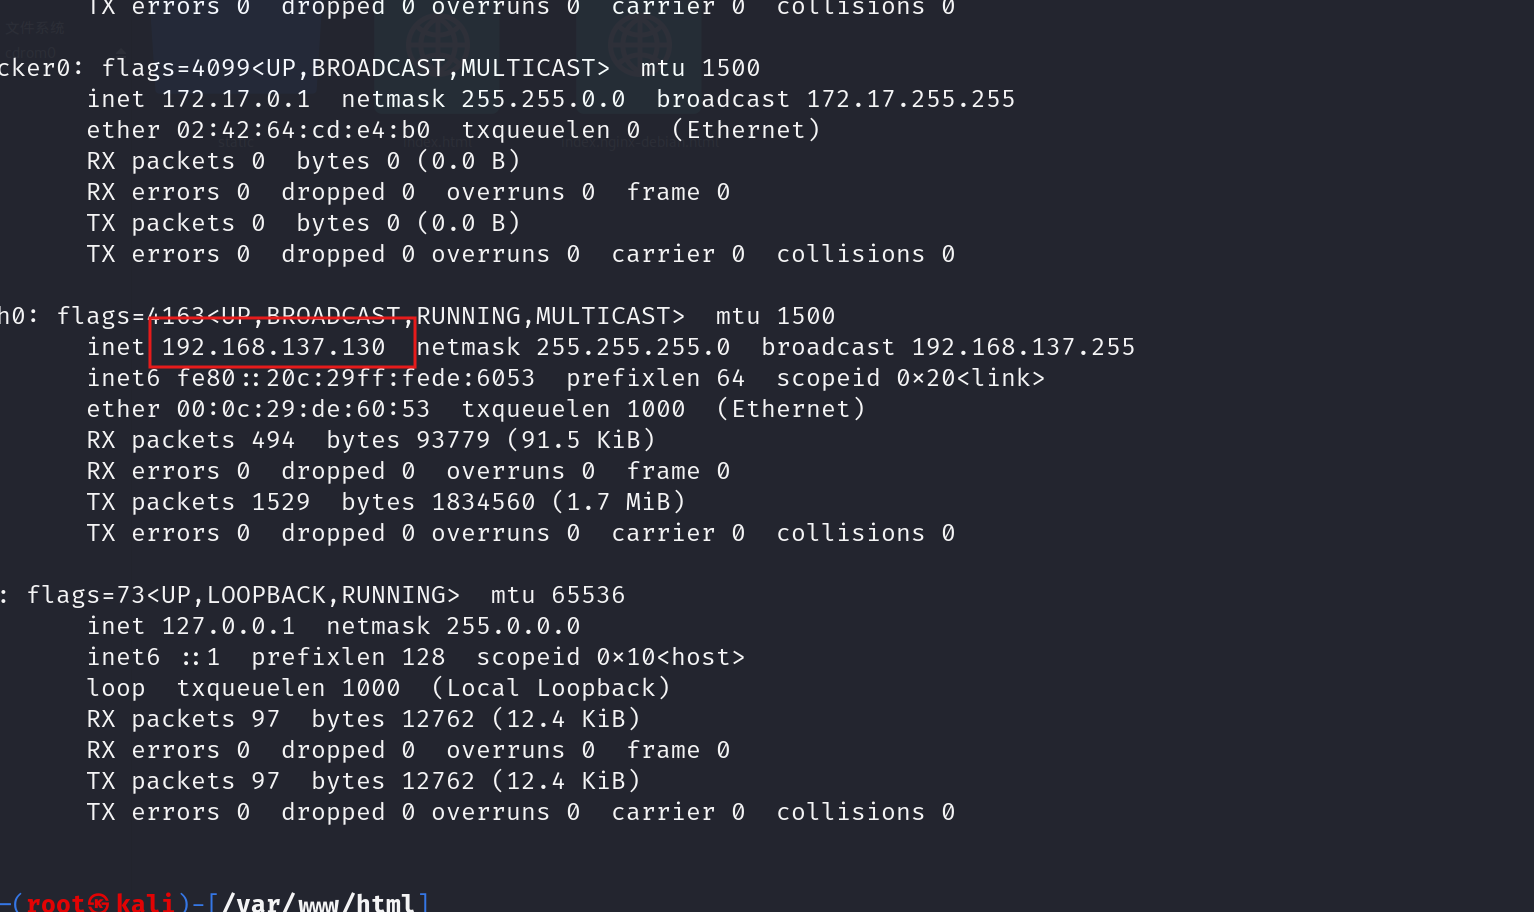 TX errors 0  dropped 0 overruns 0  carrier 0  collisions 0
文件系统
cdrom0
cker0: flags=4099<UP,BROADCAST,MULTICAST>  mtu 1500
inet 172.17.0.1  netmask 255.255.0.0  broadcast 172.17.255.255
ether 02:42:64:cd:e4:b0  txqueuelen 0  (Ethernet)
RX packets 0  bytes 0 (0.0 B)
RX errors 0  dropped 0  overruns 0  frame 0
TX packets 0  bytes 0 (0.0 B)
TX errors 0  dropped 0 overruns 0  carrier 0  collisions 0
h0: flags=4163<UP,BROADCAST,RUNNING,MULTICAST>  mtu 1500
inet 192.168.137.130  netmask 255.255.255.0  broadcast 192.168.137.255
inet6 fe80::20c:29ff:fede:6053  prefixlen 64  scopeid 0×20<link>
ether 00:0c:29:de:60:53  txqueuelen 1000  (Ethernet)
RX packets 494  bytes 93779 (91.5 KiB)
RX errors 0  dropped 0  overruns 0  frame 0
TX packets 1529  bytes 1834560 (1.7 MiB)
TX errors 0  dropped 0 overruns 0  carrier 0  collisions 0
: flags=73<UP,LOOPBACK,RUNNING>  mtu 65536
inet 127.0.0.1  netmask 255.0.0.0
inet6 ::1  prefixlen 128  scopeid 0×10<host>
loop  txqueuelen 1000  (Local Loopback)
RX packets 97  bytes 12762 (12.4 KiB)
RX errors 0  dropped 0  overruns 0  frame 0
TX packets 97  bytes 12762 (12.4 KiB)
TX errors 0  dropped 0 overruns 0  carrier 0  collisions 0
─(root㉿kali)-[/var/www/html]